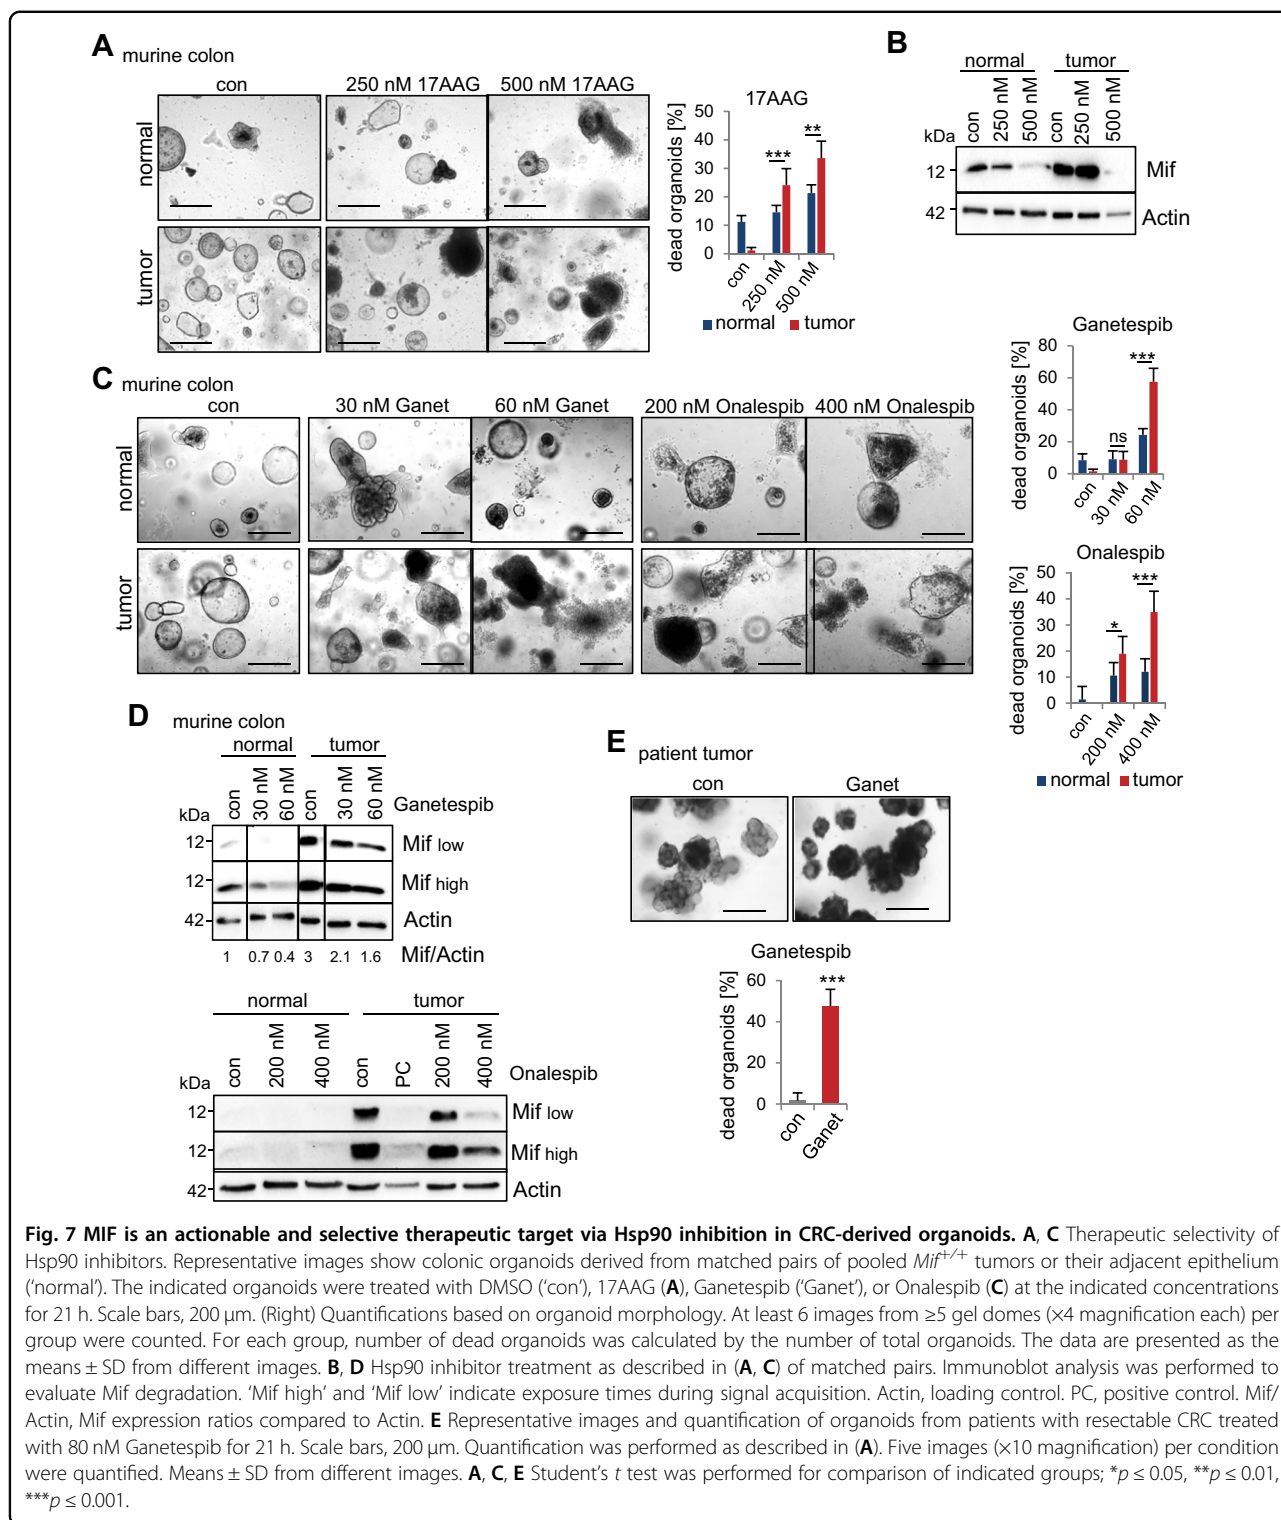 A murine colon
con
250 nM 17AAG
500 nM 17AAG
normal
tumor
17AAG
dead organoids [%]
50
40
30
20
10
0
***
**
con
250 nM
500 nM
normal
tumor
B
normal
tumor
kDa
con
250 nM
500 nM
con
250 nM
500 nM
12
Mif
42
Actin
C murine colon
con
30 nM Ganet
60 nM Ganet
200 nM Onalespib
400 nM Onalespib
normal
tumor
Ganetespib
dead organoids [%]
80
60
40
20
0
ns
***
con
30 nM
60 nM
Onalespib
dead organoids [%]
50
40
30
20
10
0
*
***
con
200 nM
400 nM
normal
tumor
D murine colon
normal
tumor
con
30 nM
60 nM
con
30 nM
60 nM
Ganetespib
kDa
12
Mif low
12
Mif high
42
Actin
1 0.7 0.4 3 2.1 1.6 Mif/Actin
normal
tumor
con
200 nM
400 nM
con
PC
200 nM
400 nM
Onalespib
kDa
12
Mif low
12
Mif high
42
Actin
E patient tumor
con
Ganet
Ganetespib
dead organoids [%]
60
40
20
0
***
con
Ganet
Fig. 7 MIF is an actionable and selective therapeutic target via Hsp90 inhibition in CRC-derived organoids. A, C Therapeutic selectivity of
Hsp90 inhibitors. Representative images show colonic organoids derived from matched pairs of pooled Mif+/+ tumors or their adjacent epithelium
(‘normal’). The indicated organoids were treated with DMSO (‘con’), 17AAG (A), Ganetespib (‘Ganet’), or Onalespib (C) at the indicated concentrations
for 21 h. Scale bars, 200 µm. (Right) Quantifications based on organoid morphology. At least 6 images from ≥5 gel domes (×4 magnification each) per
group were counted. For each group, number of dead organoids was calculated by the number of total organoids. The data are presented as the
means ± SD from different images. B, D Hsp90 inhibitor treatment as described in (A, C) of matched pairs. Immunoblot analysis was performed to
evaluate Mif degradation. ‘Mif high’ and ‘Mif low’ indicate exposure times during signal acquisition. Actin, loading control. PC, positive control. Mif/
Actin, Mif expression ratios compared to Actin. E Representative images and quantification of organoids from patients with resectable CRC treated
with 80 nM Ganetespib for 21 h. Scale bars, 200 µm. Quantification was performed as described in (A). Five images (×10 magnification) per condition
were quantified. Means ± SD from different images. A, C, E Student’s t test was performed for comparison of indicated groups; *p ≤ 0.05, **p ≤ 0.01,
***p ≤ 0.001.